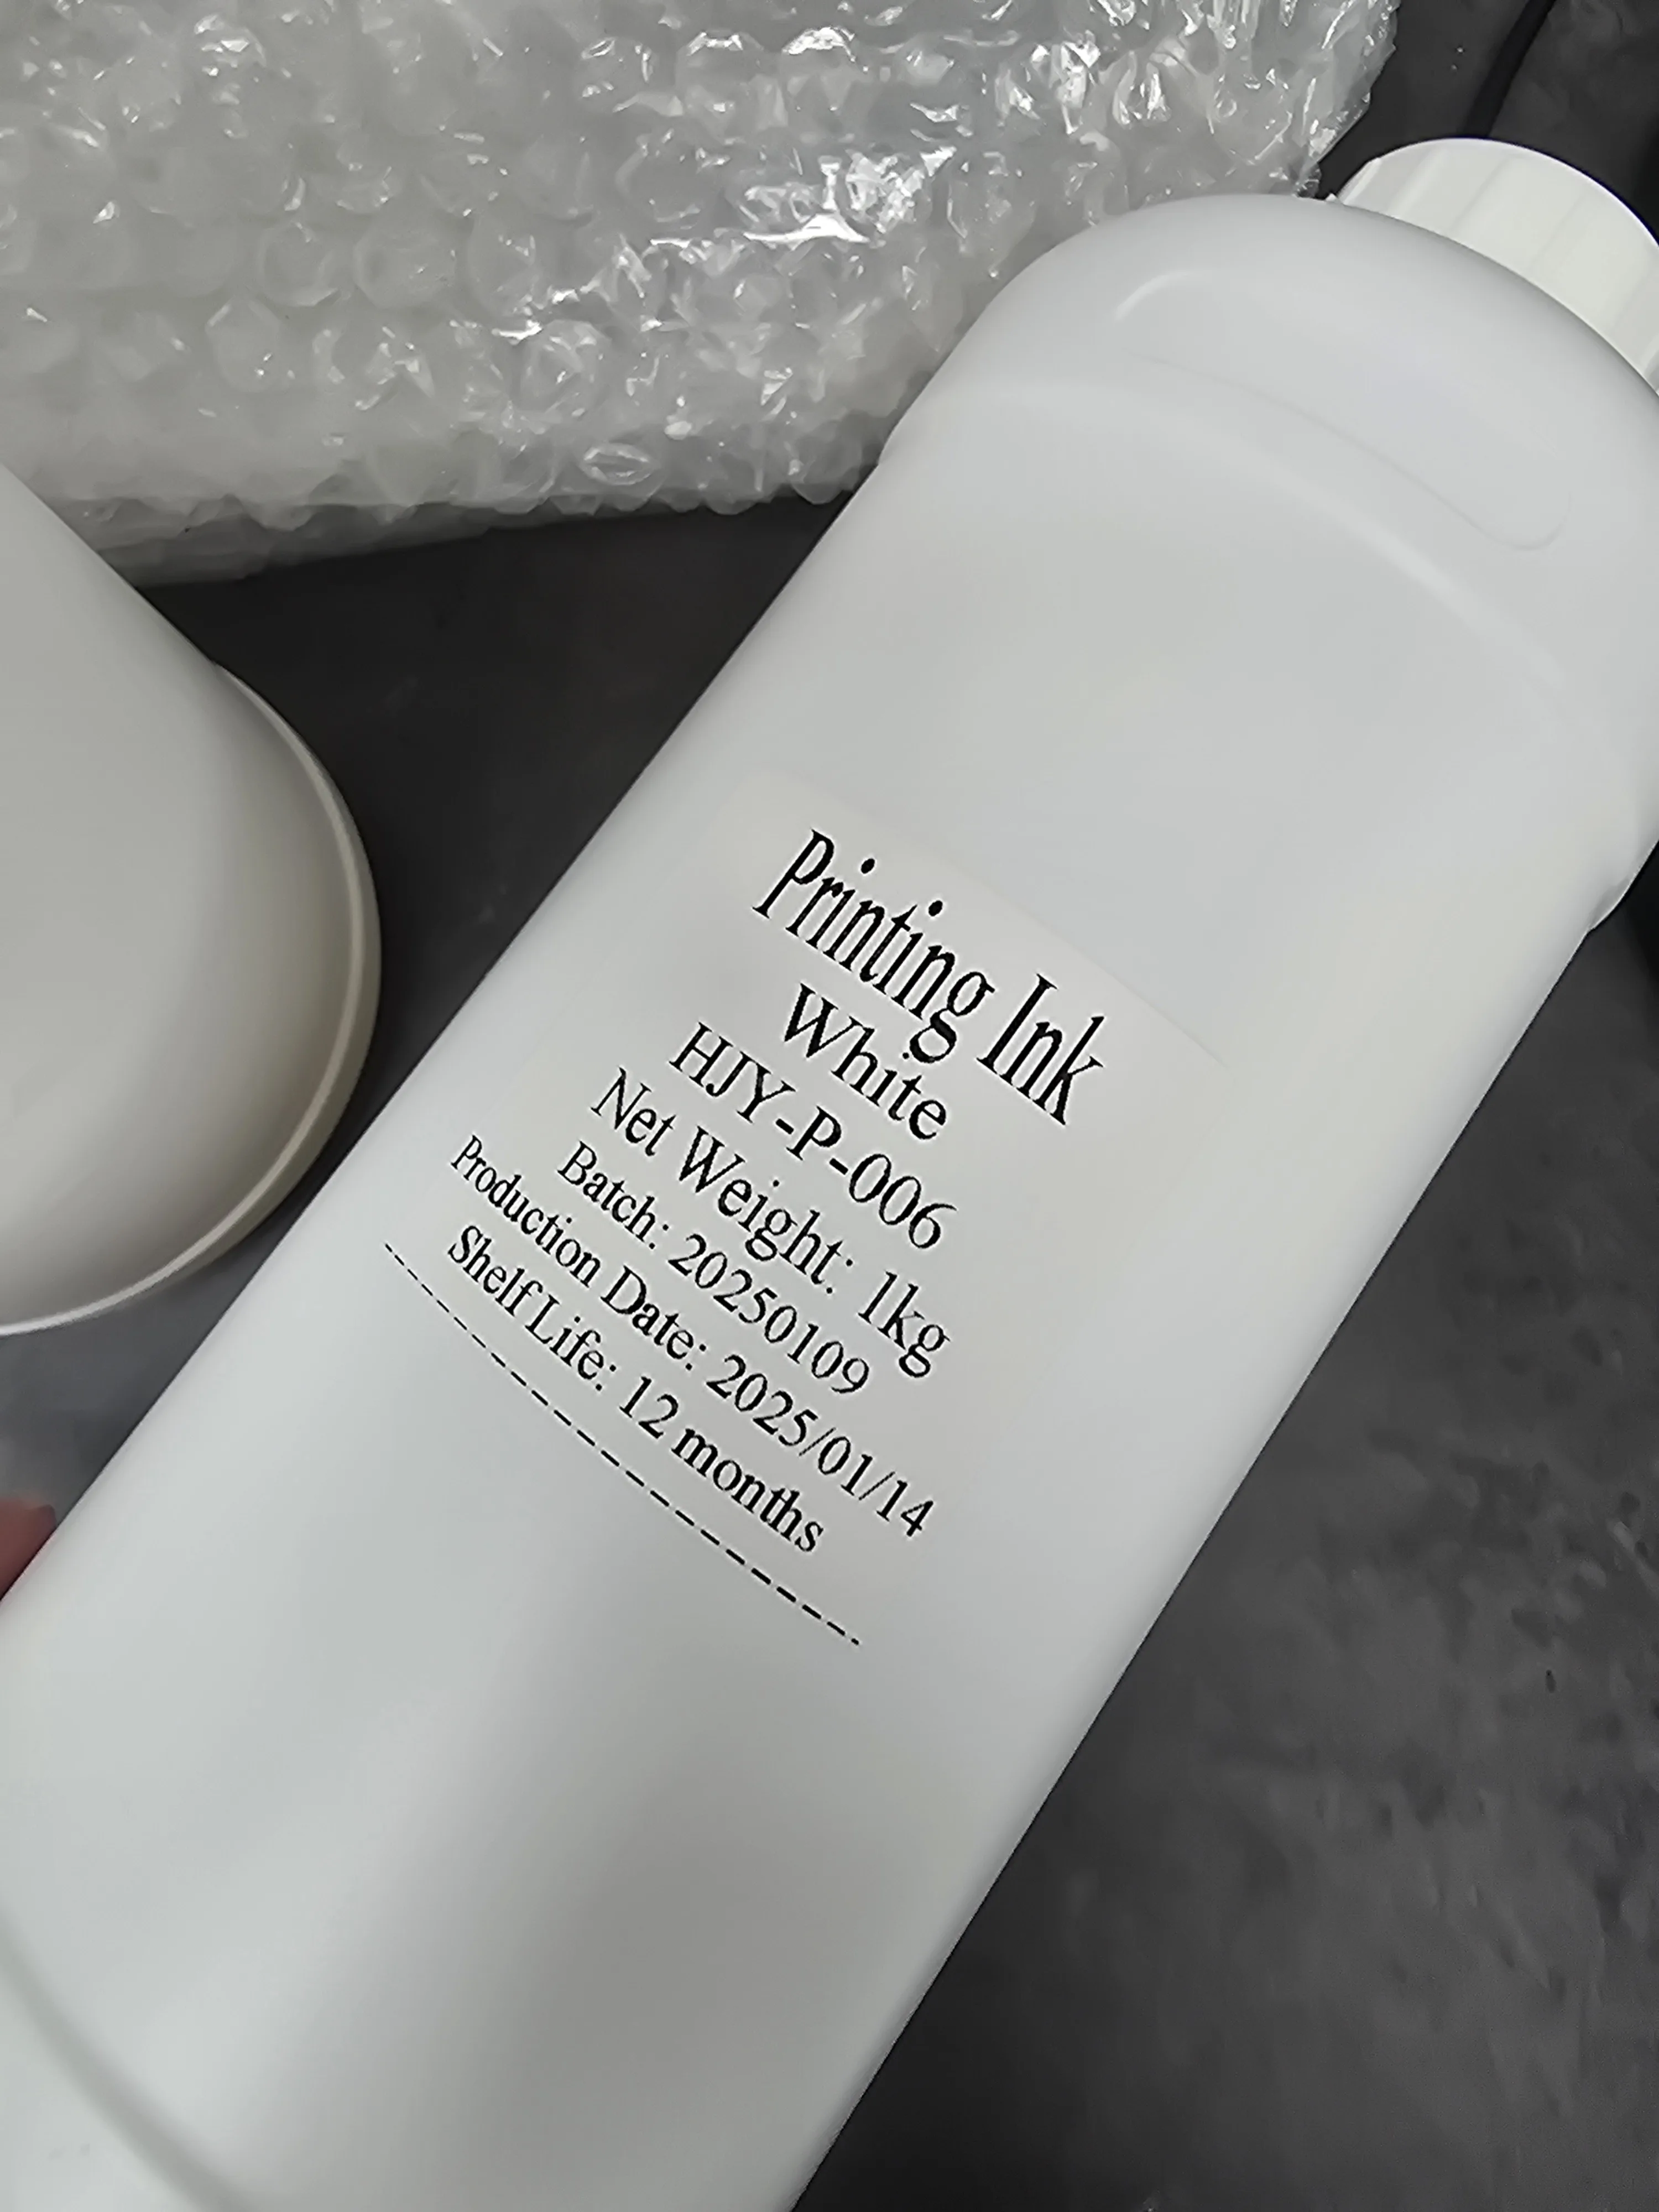 Printing Ink
White
HJY-P-006
Net Weight: 1kg
Batch: 20250109
Production Date: 2025/01/14
Shelf Life: 12 months